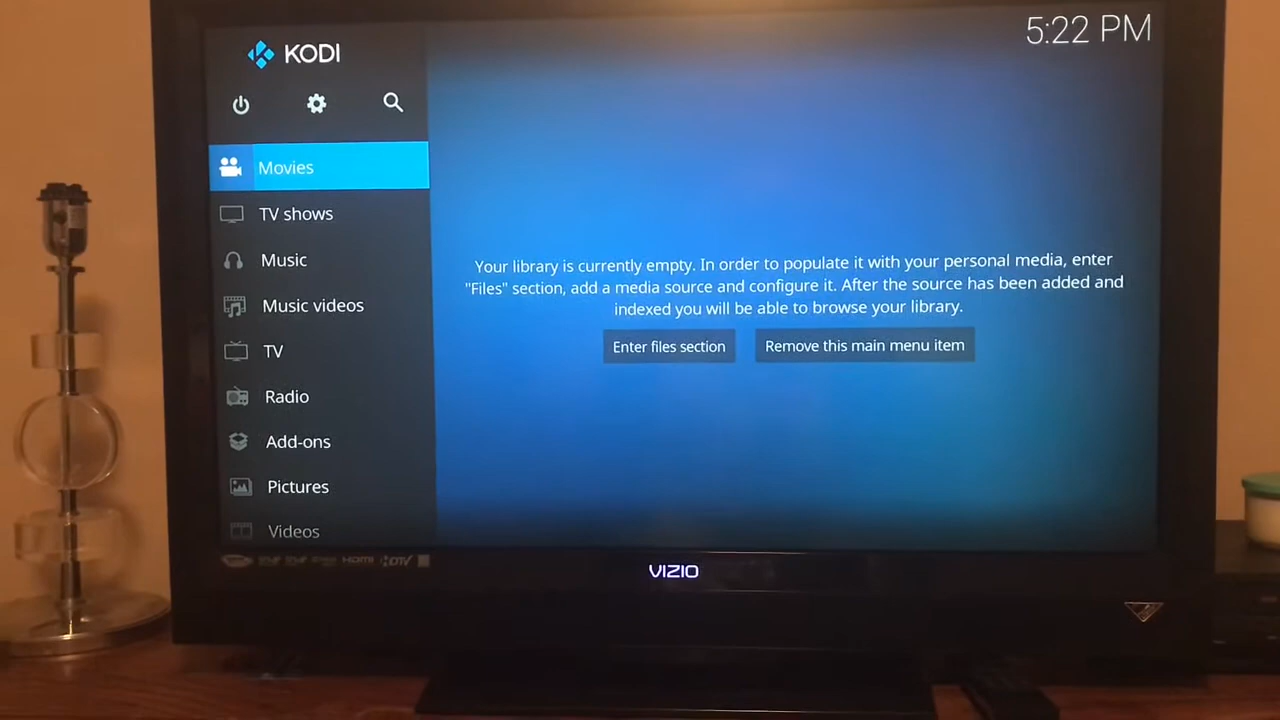 KODI
5:22 PM
Movies
TV shows
Music
Music videos
TV
Radio
Add-ons
Pictures
Videos
Your library is currently empty. In order to populate it with your personal media, enter
"Files" section, add a media source and configure it. After the source has been added and
indexed you will be able to browse your library.
Enter files section
Remove this main menu item
HDMI
HDTV
VIZIO